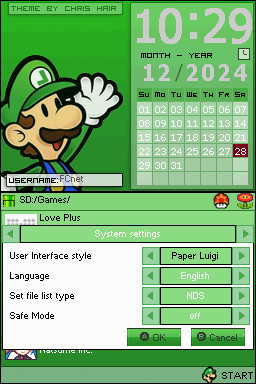 THEME BY CHRIS HAIR
10:29
MONTH - YEAR
12/2024
Su Mo Tu We Th Fr Sa
01 02 03 04 05 06 07
08 09 10 11 12 13 14
15 16 17 18 19 20 21
22 23 24 25 26 27 28
29 30 31
USERNAME: FCnet
SD:/Games/
Love Plus
System settings
User Interface style Paper Luigi
Language English
Set file list type NDS
Safe Mode off
A OK B Cancel
Natsume Inc.
START